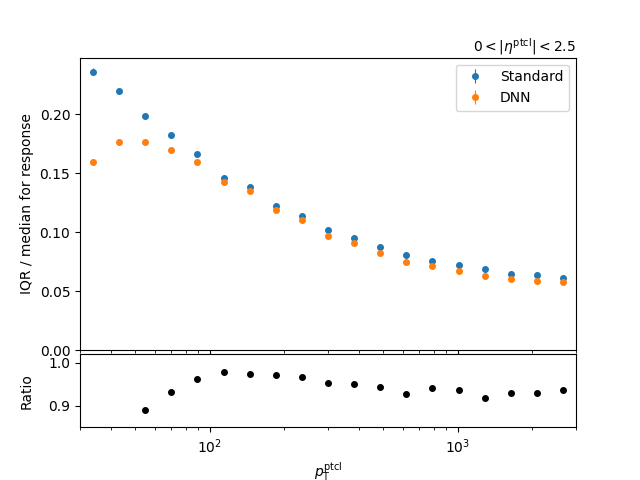 0 < |η^ptcl| < 2.5
Standard
DNN
IQR / median for response
0.20
0.15
0.10
0.05
0.00
Ratio
1.0
0.9
10^2
10^3
p_T^ptcl